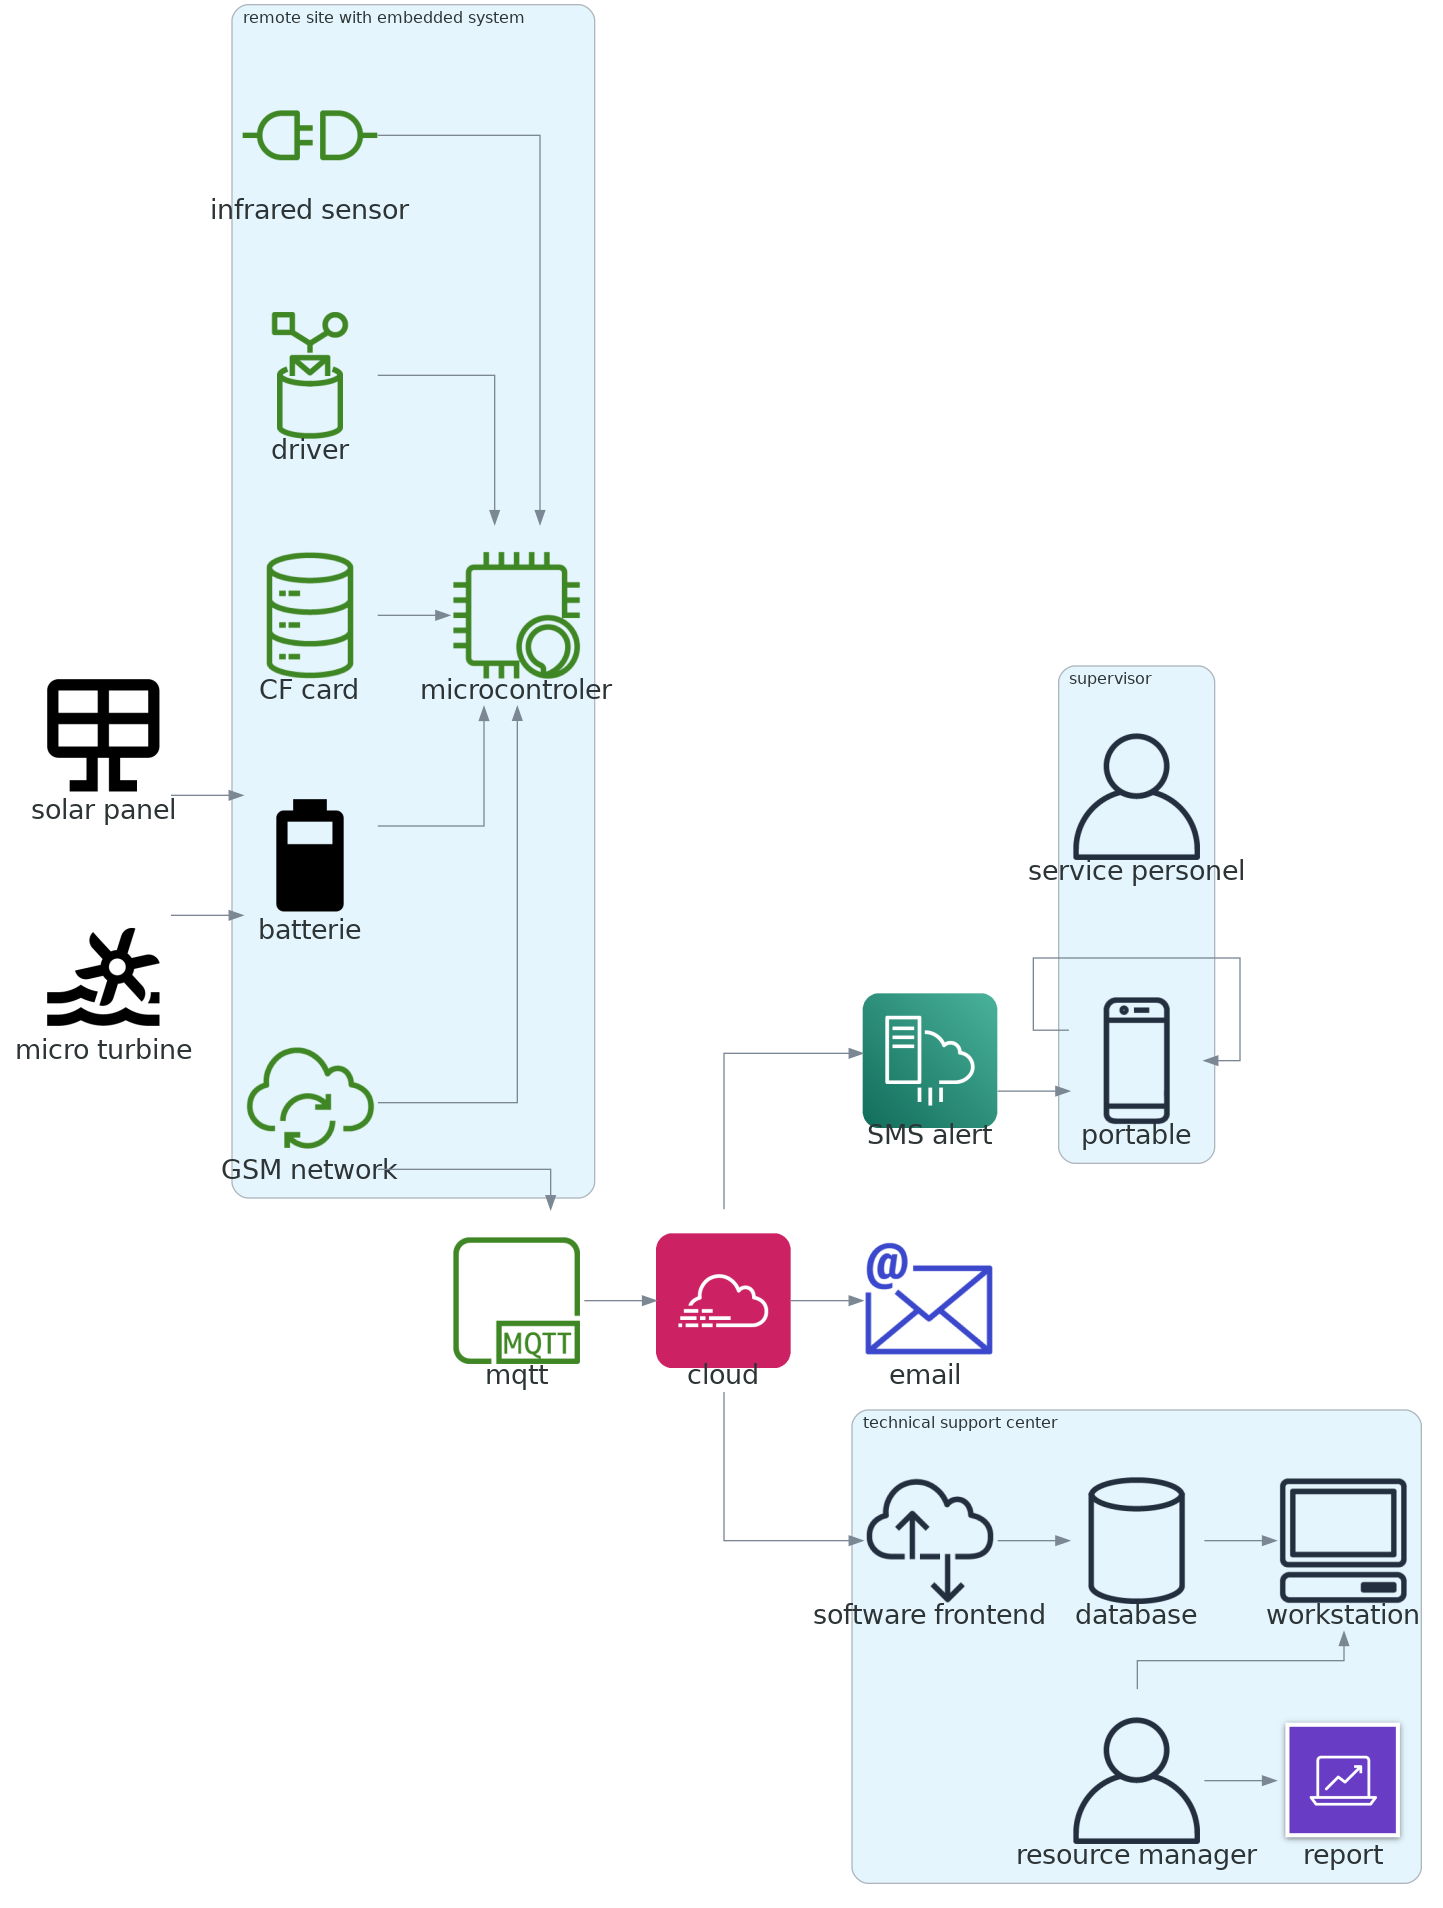 remote site with embedded system
infrared sensor
driver
CF card
microcontroler
solar panel
batterie
micro turbine
GSM network
supervisor
service personel
SMS alert
portable
MQTT
mqtt
cloud
@
email
technical support center
software frontend
database
workstation
resource manager
report